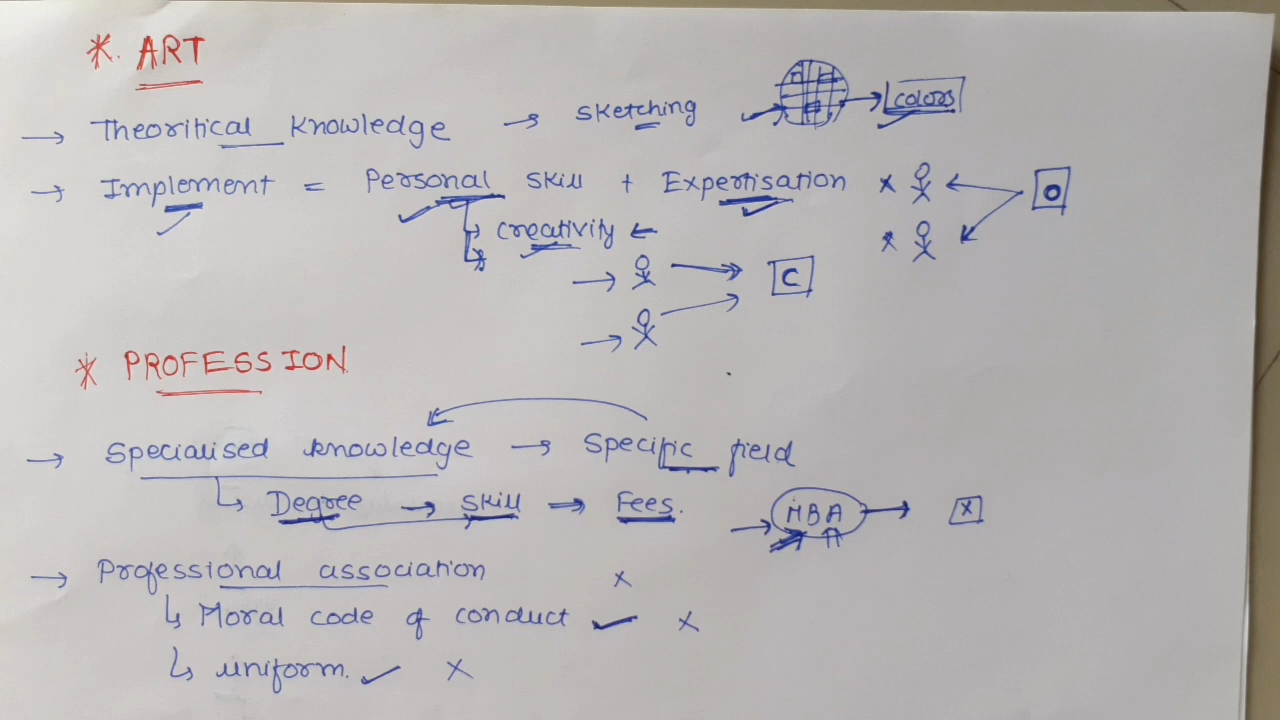 * ART
→ Theoritical knowledge → sketching → colors
→ Implement = Personal skill + Expertisation × O
↳ creativity ← ×
→ C
* PROFESSION
→ Specialised knowledge → Specific field
↳ Degree → skill → Fees. → MBA → X
→ Professional association ×
↳ Moral code of conduct ✓ ×
↳ uniform. ✓ ×